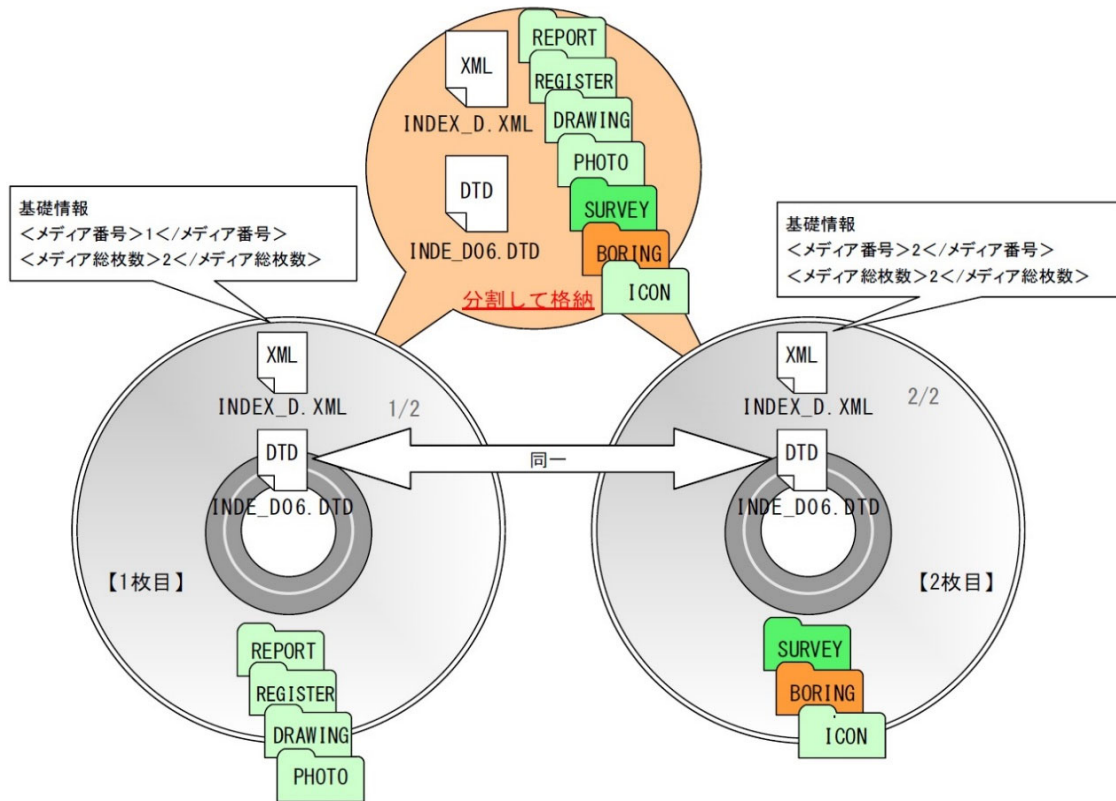 XML
INDEX_D.XML
DTD
INDE_D06.DTD
REPORT
REGISTER
DRAWING
PHOTO
SURVEY
BORING
ICON
分割して格納
基礎情報
<メディア番号>1</メディア番号>
<メディア総枚数>2</メディア総枚数>
基礎情報
<メディア番号>2</メディア番号>
<メディア総枚数>2</メディア総枚数>
XML
INDEX_D.XML
1/2
DTD
INDE_D06.DTD
【1枚目】
REPORT
REGISTER
DRAWING
PHOTO
同一
XML
INDEX_D.XML
2/2
DTD
INDE_D06.DTD
【2枚目】
SURVEY
BORING
ICON